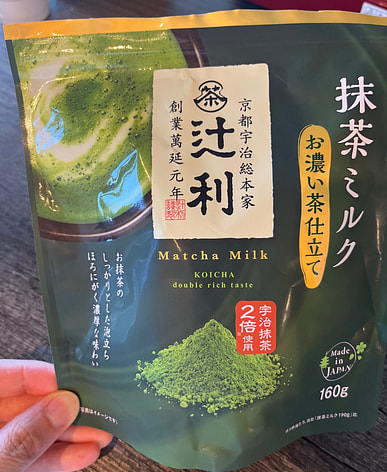 抹茶ミルク
お濃い茶仕立て
茶
京都宇治総本家
辻利
創業萬延元年
Matcha Milk
KOICHA
double rich taste
お抹茶の
しっかりとした泡立ち
ほろにがく濃厚な味わい
宇治抹茶
2倍
使用
Made in
JAPAN
160g